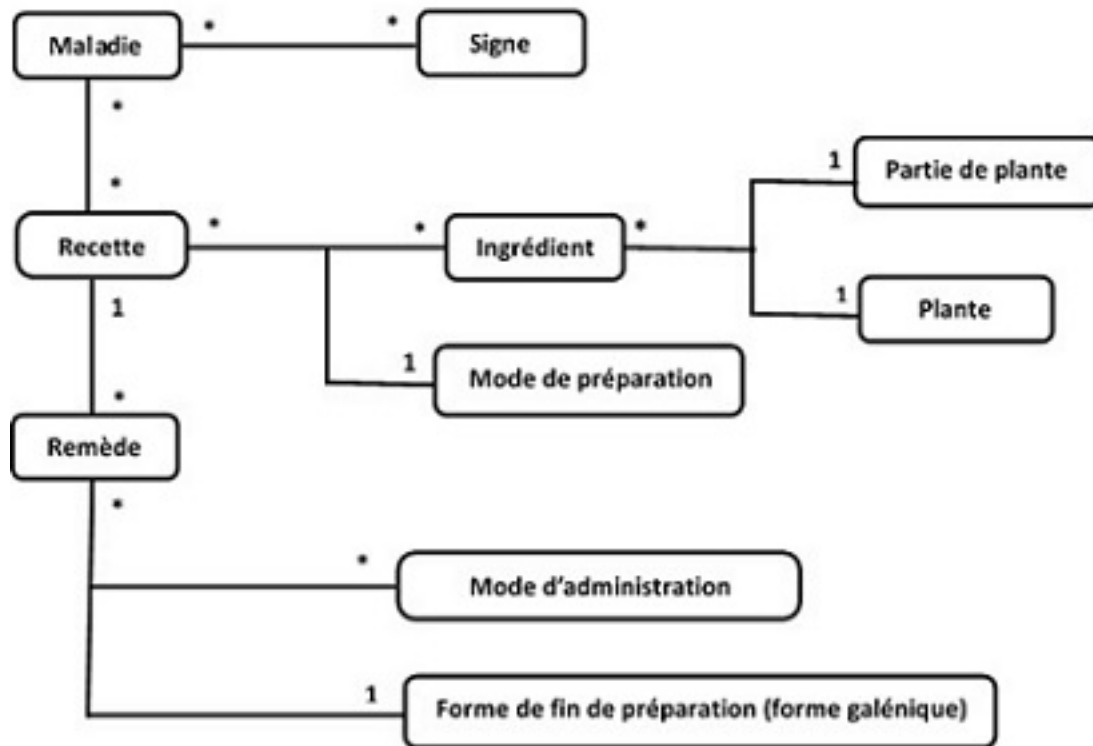 Maladie
*
*
Signe
*
*
Recette
*
*
Ingrédient
*
1
Partie de plante
1
Plante
1
1
Mode de préparation
*
Remède
*
*
Mode d'administration
1
Forme de fin de préparation (forme galénique)